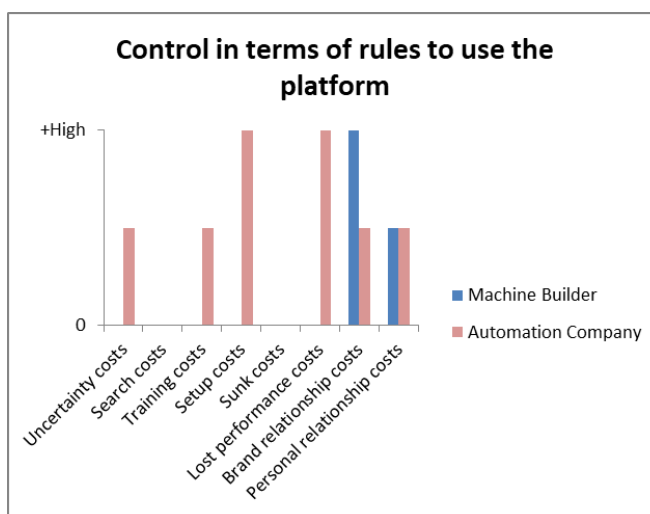 Control in terms of rules to use the
platform
+High
0
Uncertainty costs
Search costs
Training costs
Setup costs
Sunk costs
Lost performance costs
Brand relationship costs
Personal relationship costs
Machine Builder
Automation Company